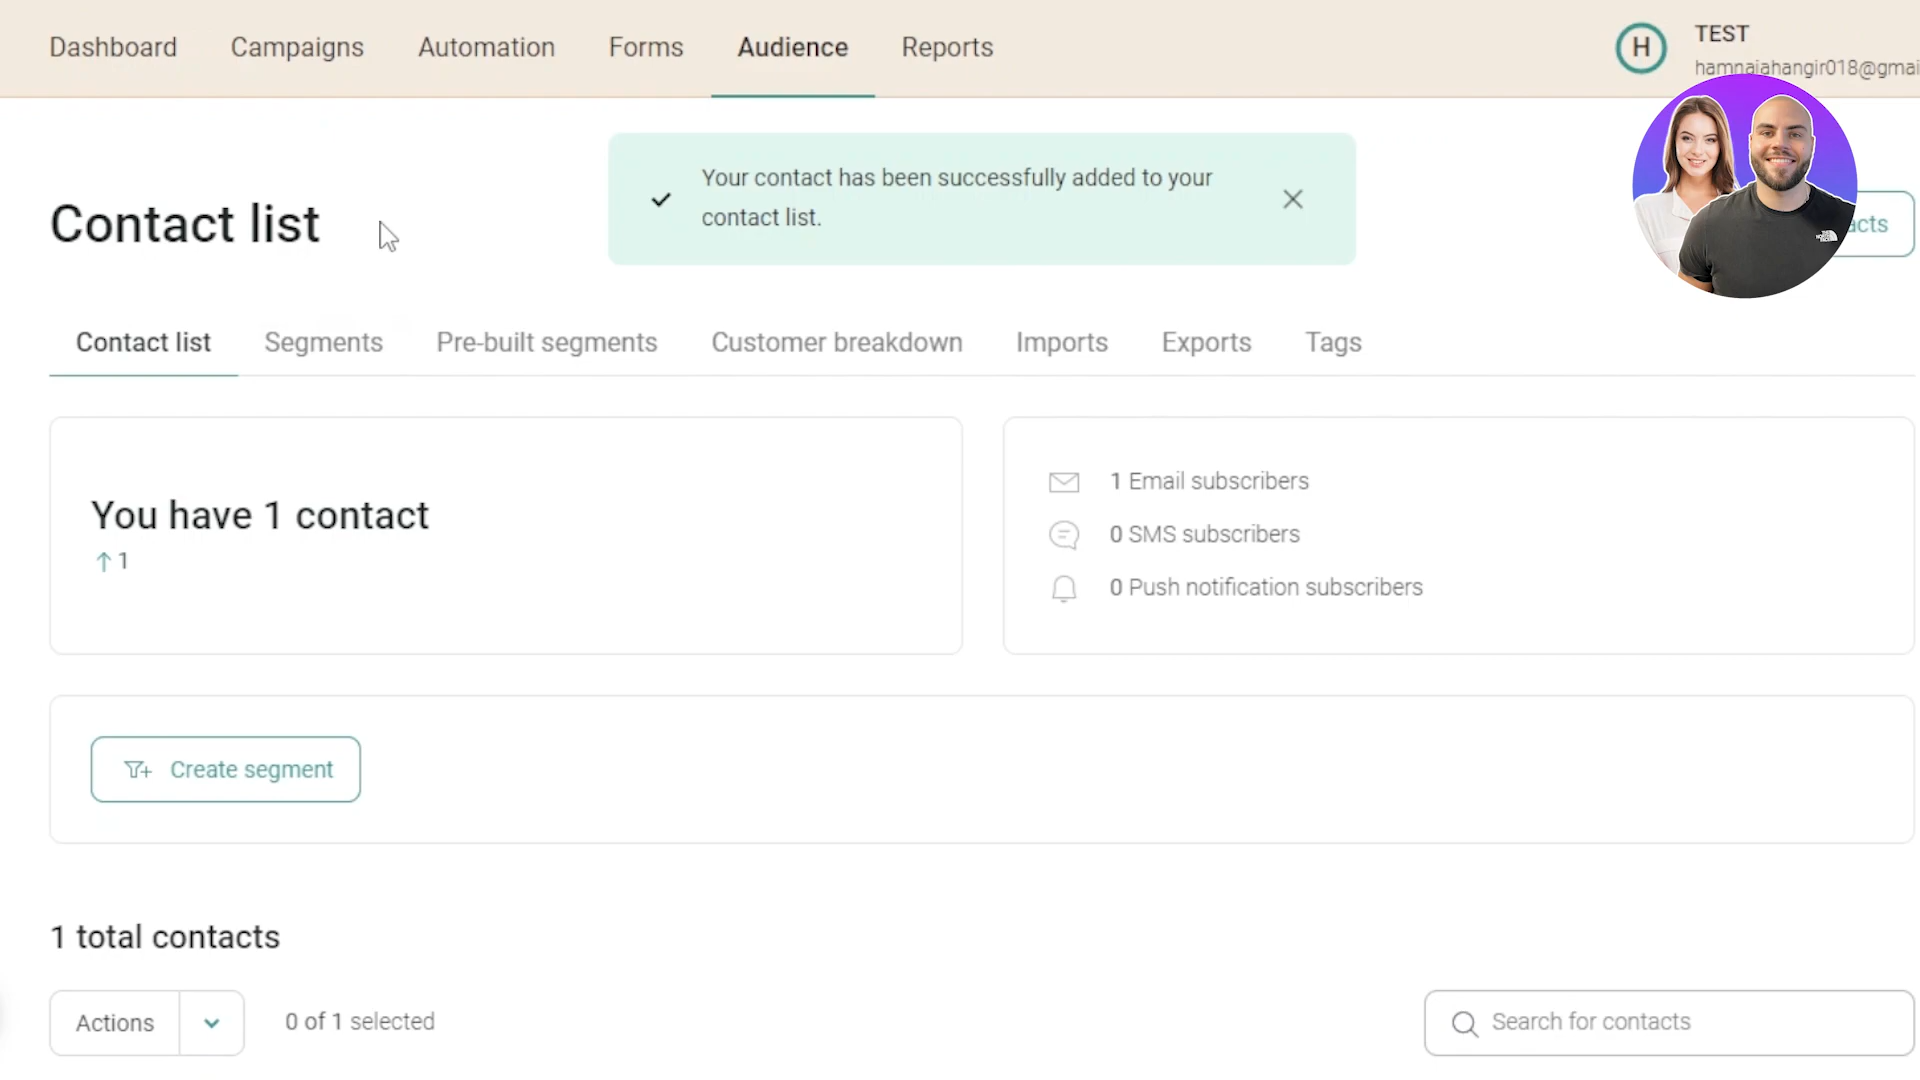 Dashboard Campaigns Automation Forms Audience Reports
H
TEST
hamnajahangir018@gmai
Your contact has been successfully added to your
contact list.
Contact list
Contact list Segments Pre-built segments Customer breakdown Imports Exports Tags
You have 1 contact
1
1 Email subscribers
0 SMS subscribers
0 Push notification subscribers
Create segment
1 total contacts
Actions
0 of 1 selected
Search for contacts